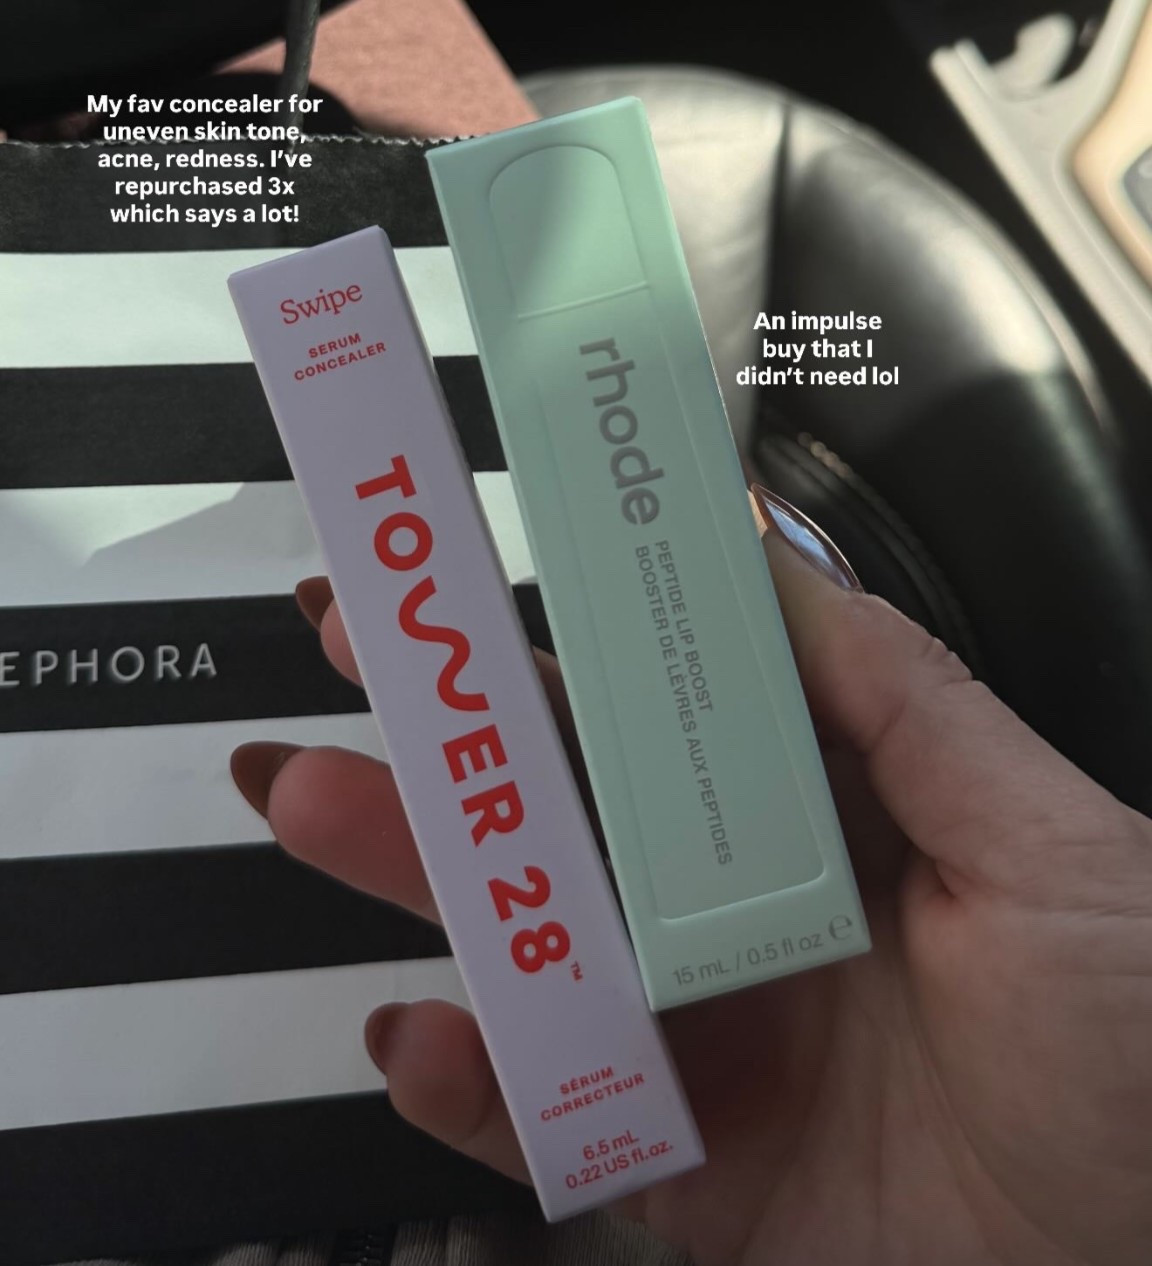 My fav concealer for
uneven skin tone,
acne, redness. I've
repurchased 3x
which says a lot!
An impulse
buy that I
didn't need lol
EPHORA
Swipe
SERUM
CONCEALER
TOWER 28™
SÉRUM
CORRECTEUR
6.5 mL
0.22 US fl.oz.
rhode
PEPTIDE LIP BOOST
BOOSTER DE LÈVRES AUX PEPTIDES
15 mL / 0.5 fl oz ℮